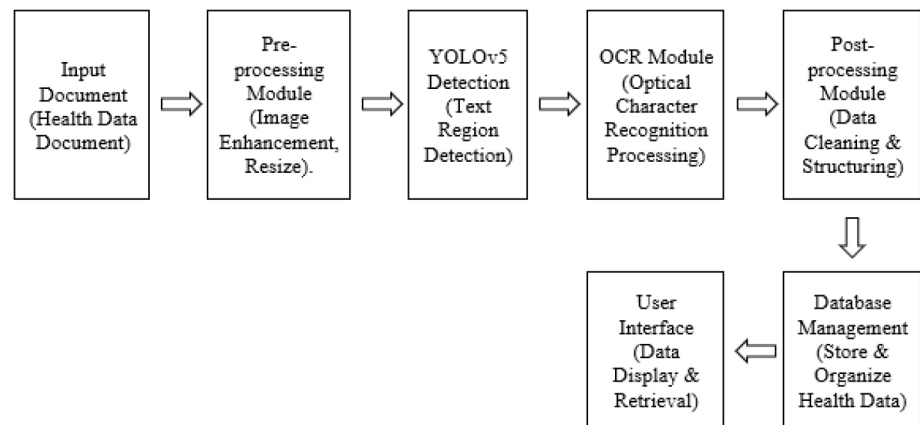 Input
Document
(Health Data
Document)
Pre-
processing
Module
(Image
Enhancement,
Resize).
YOLOv5
Detection
(Text
Region
Detection)
OCR Module
(Optical
Character
Recognition
Processing)
Post-
processing
Module
(Data
Cleaning &
Structuring)
Database
Management
(Store &
Organize
Health Data)
User
Interface
(Data
Display &
Retrieval)